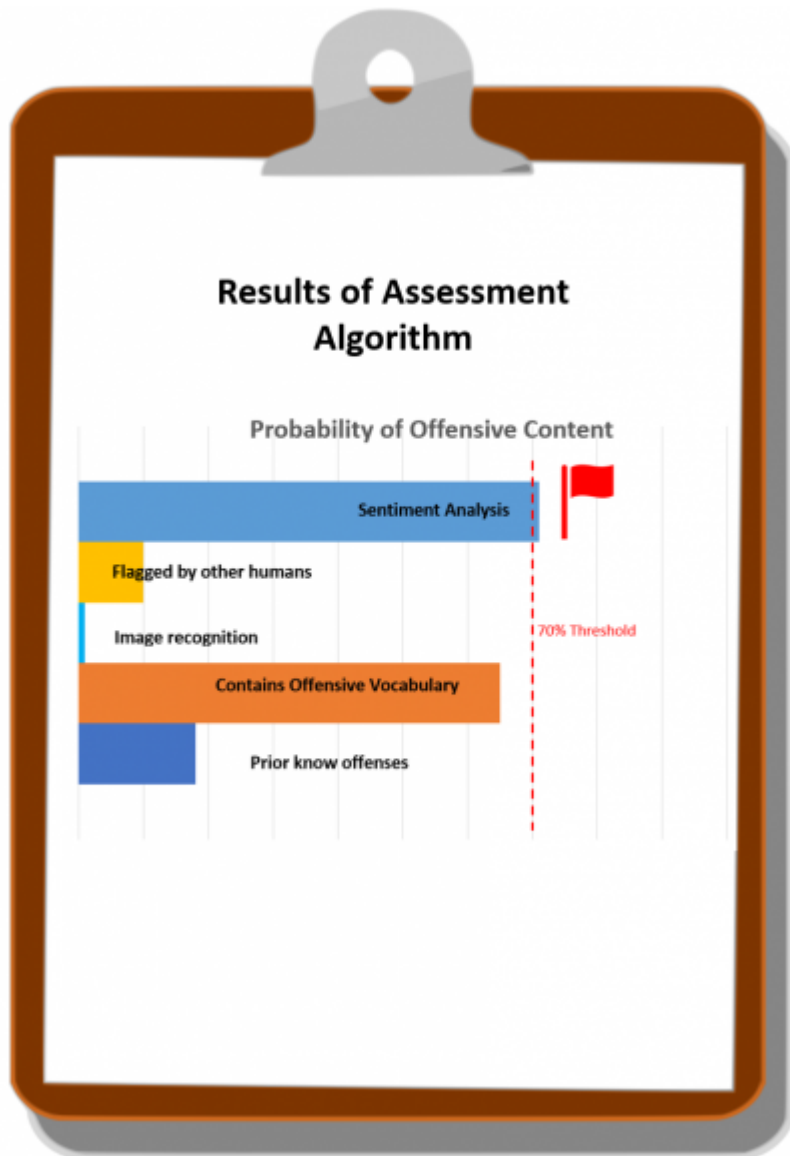 Results of Assessment
Algorithm
Probability of Offensive Content
Sentiment Analysis
Flagged by other humans
Image recognition
70% Threshold
Contains Offensive Vocabulary
Prior know offenses